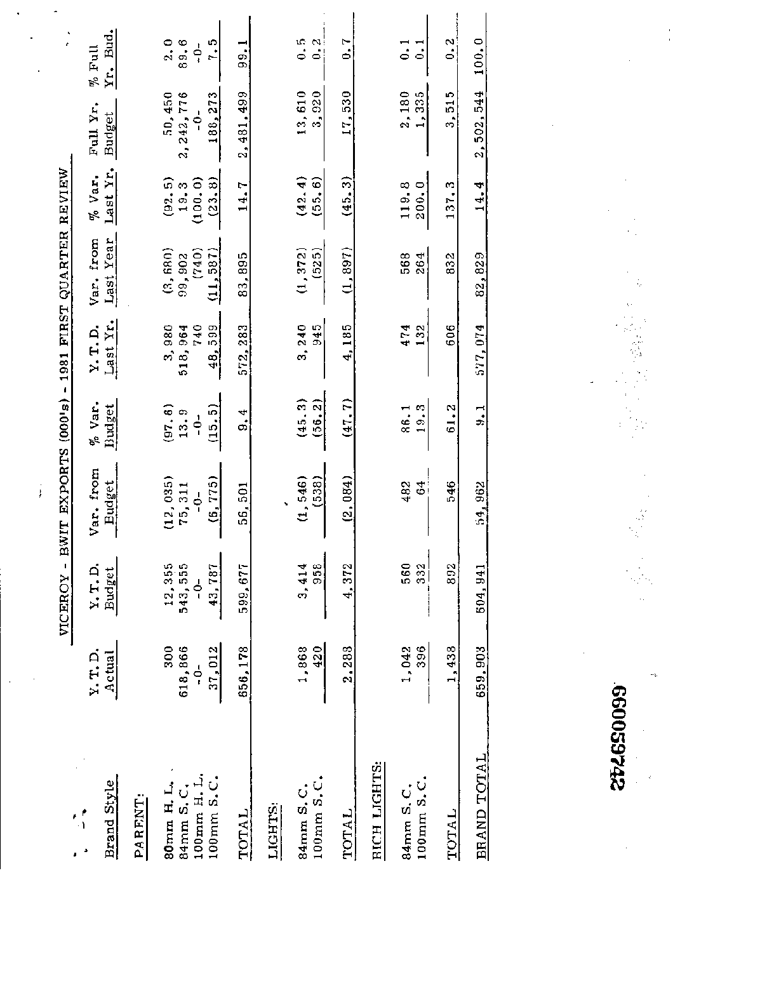 VICEROY - BWIT EXPORTS (000's) - 1981 FIRST QUARTER REVIEW
Brand Style Y.T.D. Actual Y.T.D. Budget Var. from Budget % Var. Budget Y.T.D. Last Yr. Var. from Last Year % Var. Last Yr. Full Yr. Budget % Full Yr. Bud.
PARENT:
80mm H.L. 300 12,355 (12,035) (97.6) 3,980 (3,680) (92.5) 50,450 2.0
84mm S.C. 618,866 543,555 75,311 13.9 518,964 99,902 19.3 2,242,776 89.6
100mm H.L. -0- -0- -0- -0- 740 (740) (100.0) -0- -0-
100mm S.C. 37,012 43,787 (6,775) (15.5) 48,599 (11,587) (23.8) 188,273 7.5
TOTAL 656,178 599,677 56,501 9.4 572,283 83,895 14.7 2,481,499 99.1
LIGHTS:
84mm S.C. 1,868 3,414 (1,546) (45.3) 3,240 (1,372) (42.4) 13,610 0.5
100mm S.C. 420 958 (538) (56.2) 945 (525) (55.6) 3,920 0.2
TOTAL 2,288 4,372 (2,084) (47.7) 4,185 (1,897) (45.3) 17,530 0.7
RICH LIGHTS:
84mm S.C. 1,042 560 482 86.1 474 568 119.8 2,180 0.1
100mm S.C. 396 332 64 19.3 132 264 200.0 1,335 0.1
TOTAL 1,438 892 546 61.2 606 832 137.3 3,515 0.2
BRAND TOTAL 659,903 604,941 54,962 9.1 577,074 82,829 14.4 2,502,544 100.0
660059742